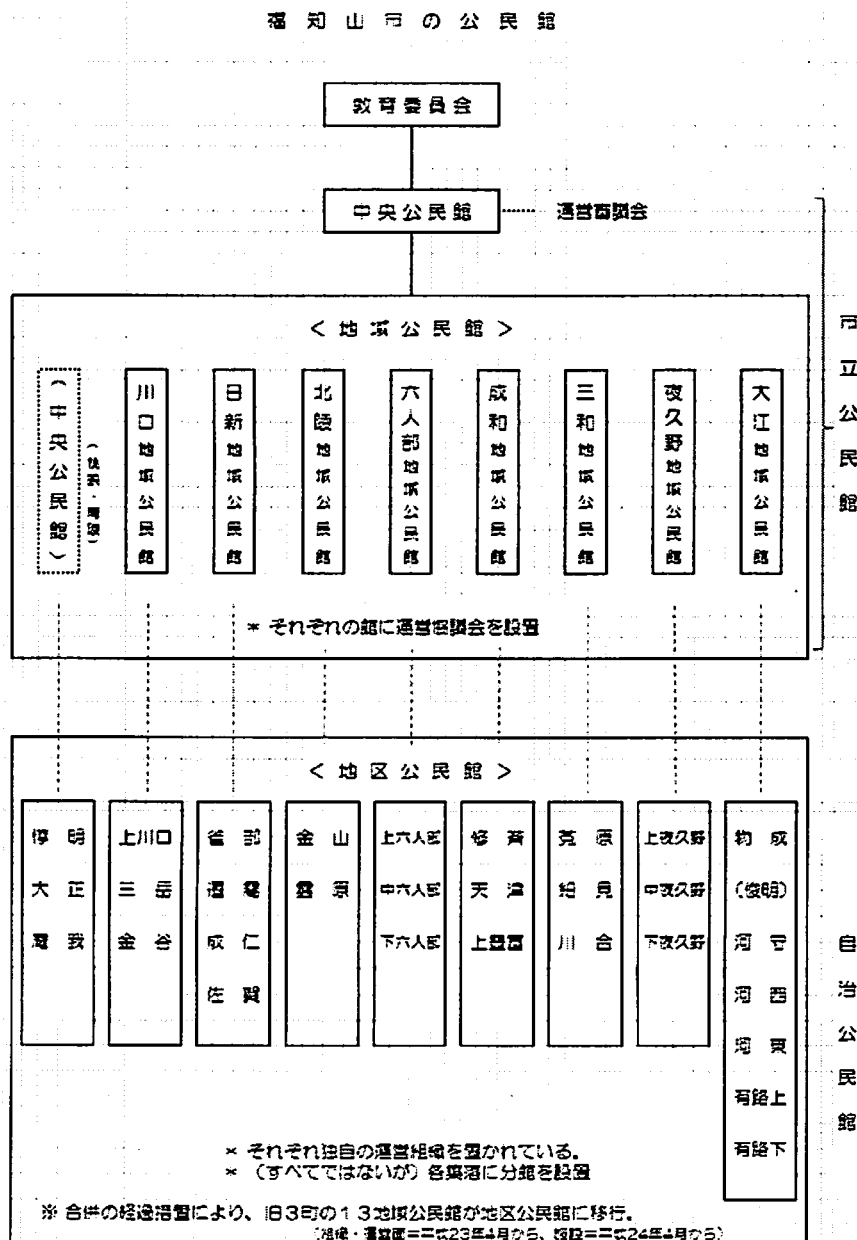 福知山市の公民館
教育委員会
中央公民館
運営審議会
＜地域公民館＞
(中央公民館)
川口地域公民館
日新地域公民館
北陵地域公民館
六人部地域公民館
成和地域公民館
三和地域公民館
夜久野地域公民館
大江地域公民館
* それぞれの館に運営協議会を設置
市立公民館
＜地区公民館＞
惇明
大正
上川口
三岳
金谷
成仁
佐賀
金山
上六人部
中六人部
下六人部
修斉
天津
上豊富
菟原
細見
川合
上夜久野
中夜久野
下夜久野
(俊明)
河守
河西
河東
有路上
有路下
自治公民館
* それぞれ独自の運営組織を置かれている。
* (すべてではないが) 各集落に分館を設置
※ 合併の経過措置により、旧3町の13地域公民館が地区公民館に移行。